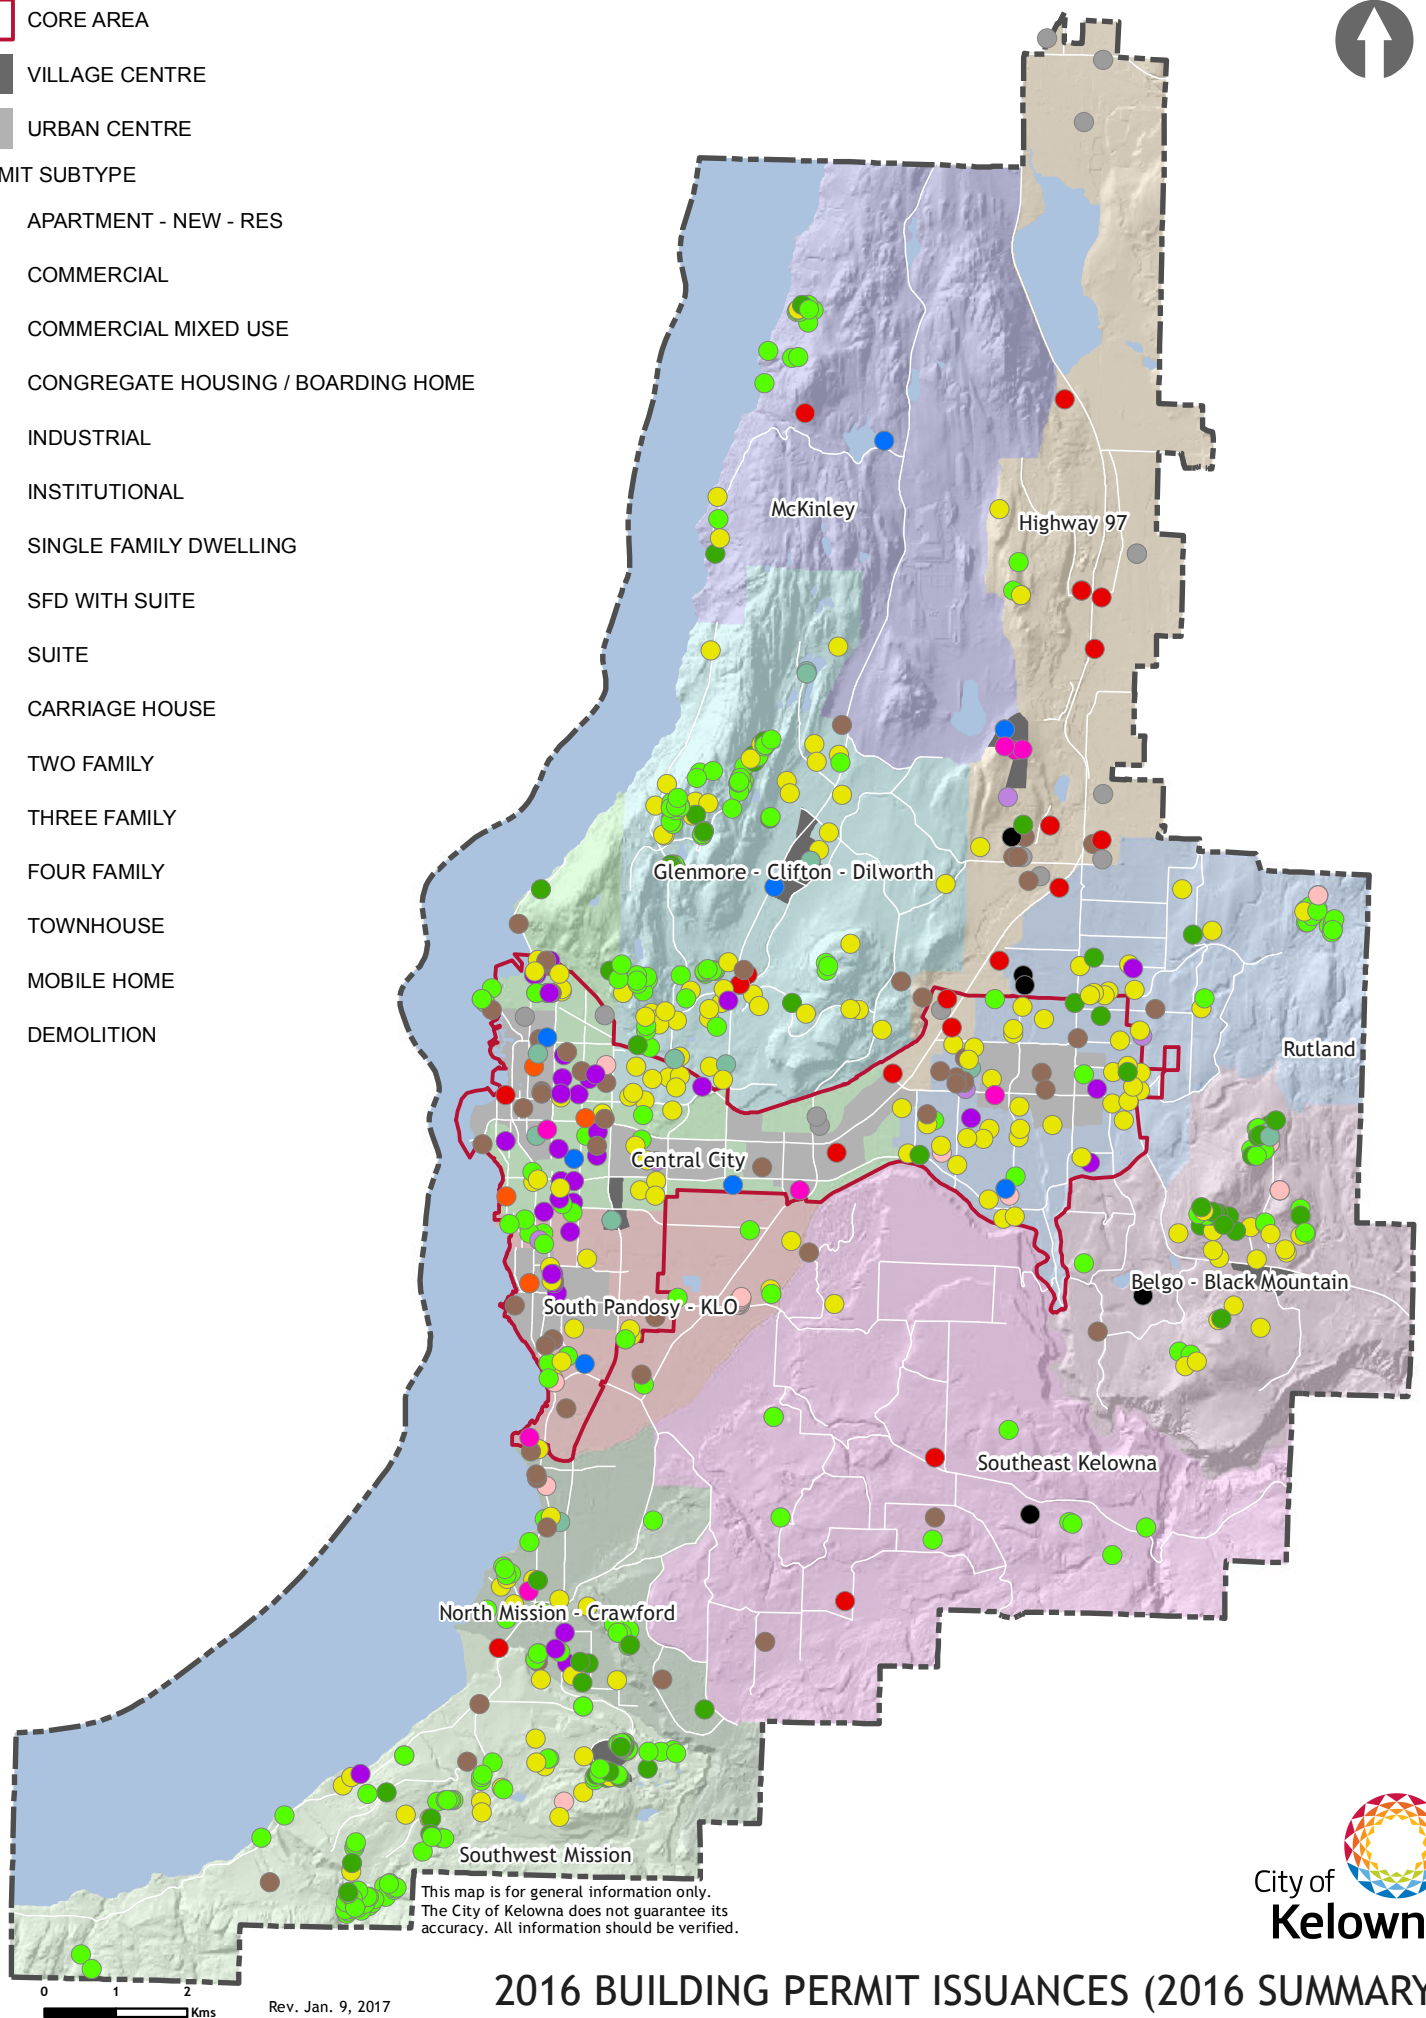 CORE AREA
VILLAGE CENTRE
URBAN CENTRE
MIT SUBTYPE
APARTMENT - NEW - RES
COMMERCIAL
COMMERCIAL MIXED USE
CONGREGATE HOUSING / BOARDING HOME
INDUSTRIAL
INSTITUTIONAL
SINGLE FAMILY DWELLING
SFD WITH SUITE
SUITE
CARRIAGE HOUSE
TWO FAMILY
THREE FAMILY
FOUR FAMILY
TOWNHOUSE
MOBILE HOME
DEMOLITION
McKinley
Highway 97
Glenmore - Clifton - Dilworth
Rutland
Central City
Belgo - Black Mountain
South Pandosy - KLO
Southeast Kelowna
North Mission - Crawford
Southwest Mission
This map is for general information only.
The City of Kelowna does not guarantee its
accuracy. All information should be verified.
City of
Kelown
0 1 2
Kms
Rev. Jan. 9, 2017
2016 BUILDING PERMIT ISSUANCES (2016 SUMMARY